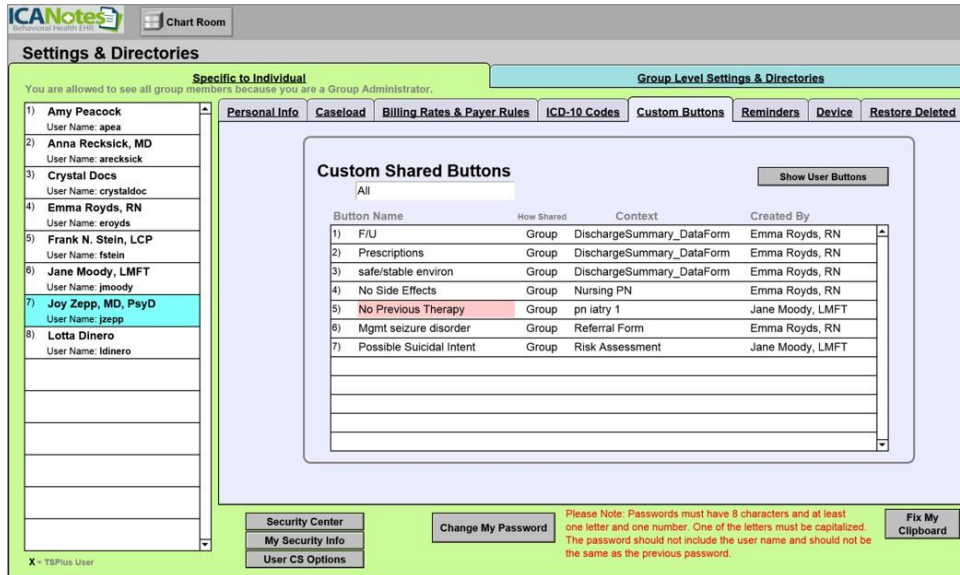 ICANotes
Behavioral Health EHR
Chart Room
Settings & Directories
Specific to Individual
Group Level Settings & Directories
You are allowed to see all group members because you are a Group Administrator.
1) Amy Peacock
User Name: apea
2) Anna Recksick, MD
User Name: arecksick
3) Crystal Docs
User Name: crystaldoc
4) Emma Royds, RN
User Name: eroyds
5) Frank N. Stein, LCP
User Name: fstein
6) Jane Moody, LMFT
User Name: jmoody
7) Joy Zepp, MD, PsyD
User Name: jzepp
8) Lotta Dinero
User Name: ldinero
X = TSPlus User
Personal Info Caseload Billing Rates & Payer Rules ICD-10 Codes Custom Buttons Reminders Device Restore Deleted
Custom Shared Buttons
Show User Buttons
All
Button Name How Shared Context Created By
1) F/U Group DischargeSummary_DataForm Emma Royds, RN
2) Prescriptions Group DischargeSummary_DataForm Emma Royds, RN
3) safe/stable environ Group DischargeSummary_DataForm Emma Royds, RN
4) No Side Effects Group Nursing PN Emma Royds, RN
5) No Previous Therapy Group pn iatry 1 Jane Moody, LMFT
6) Mgmt seizure disorder Group Referral Form Emma Royds, RN
7) Possible Suicidal Intent Group Risk Assessment Jane Moody, LMFT
Security Center
My Security Info
User CS Options
Change My Password
Please Note: Passwords must have 8 characters and at least
one letter and one number. One of the letters must be capitalized.
The password should not include the user name and should not be
the same as the previous password.
Fix My
Clipboard